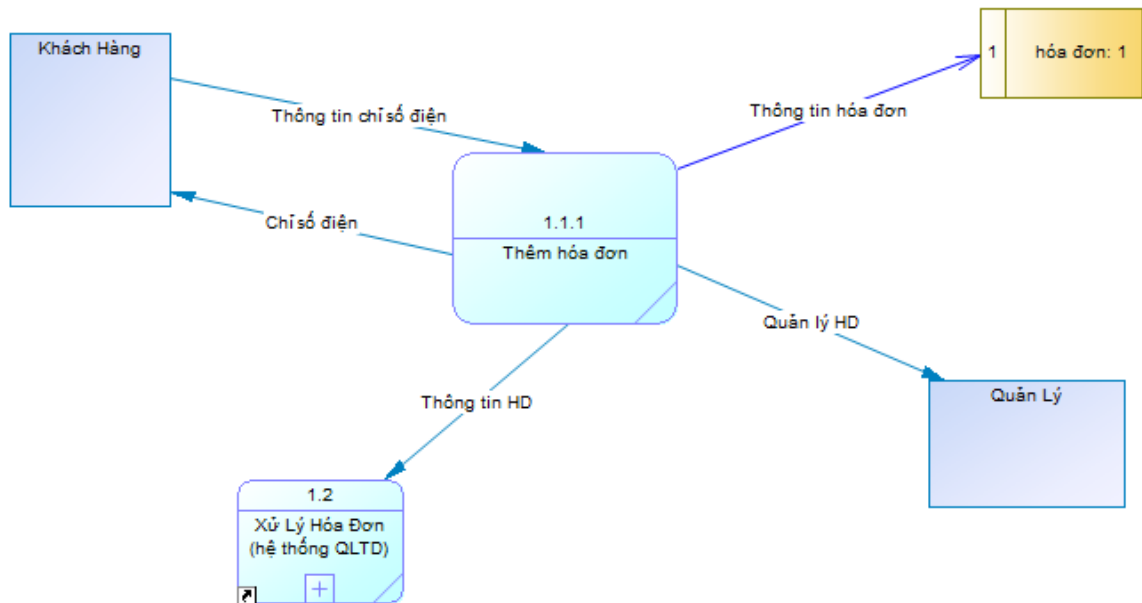 Khách Hàng
1
hóa đơn: 1
Thông tin chỉ số điện
Thông tin hóa đơn
Chỉ số điện
1.1.1
Thêm hóa đơn
Quản lý HD
Thông tin HD
Quản Lý
1.2
Xử Lý Hóa Đơn
(hệ thống QLTD)